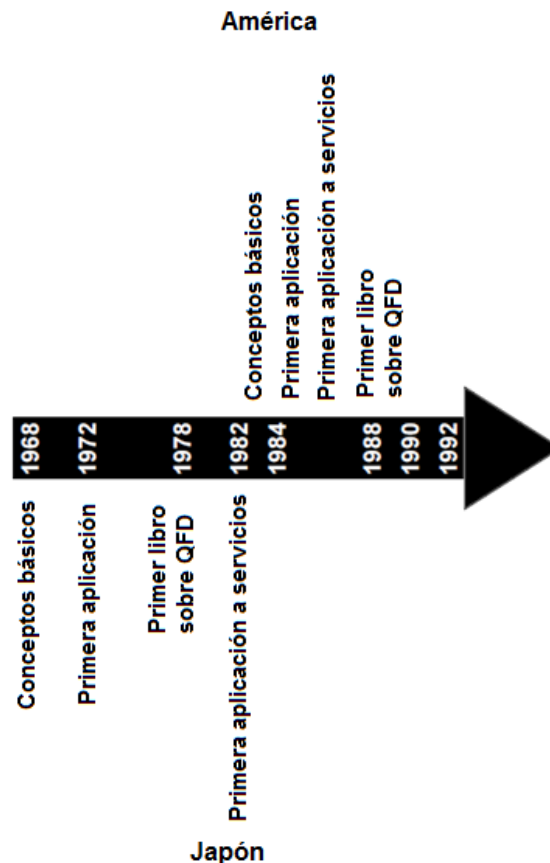 América
Conceptos básicos
Primera aplicación
Primera aplicación a servicios
Primer libro
sobre QFD
1968
1972
1978
1982
1984
1988
1990
1992
Conceptos básicos
Primera aplicación
Primer libro
sobre QFD
Primera aplicación a servicios
Japón